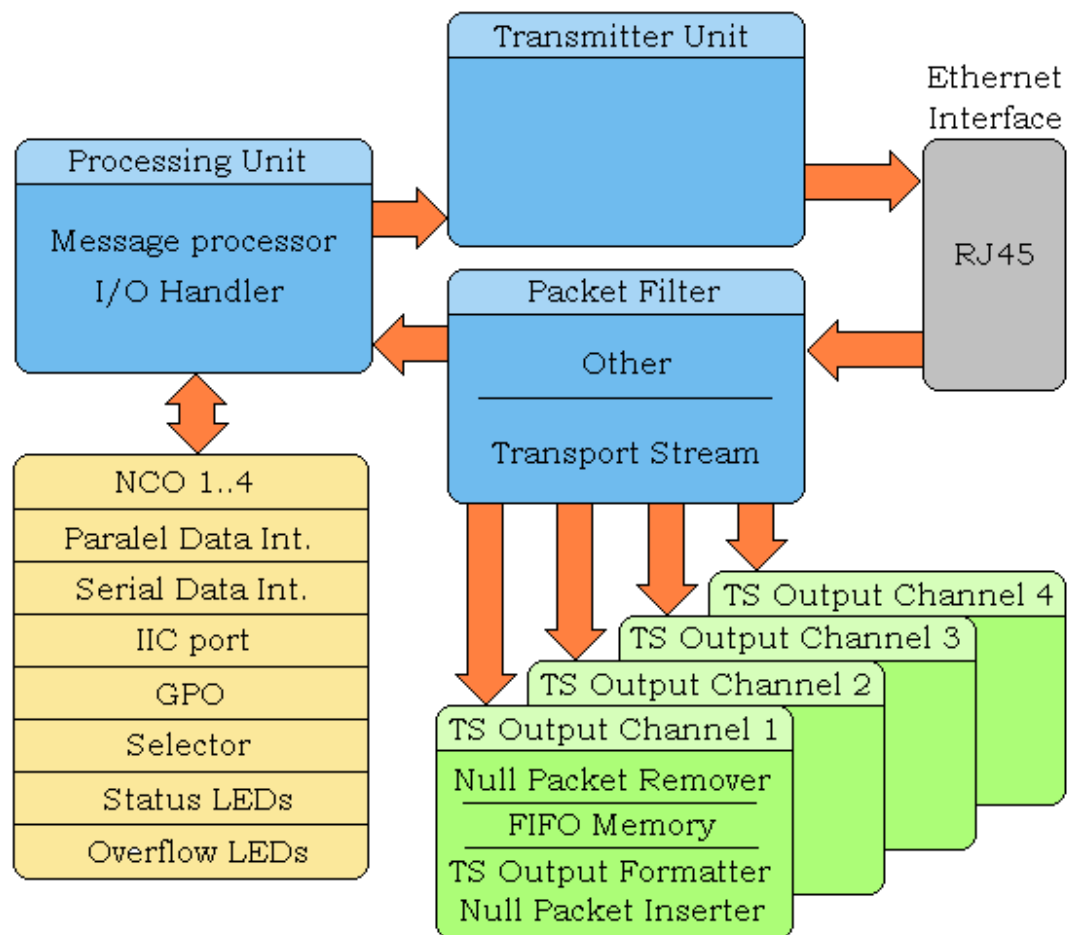 Transmitter Unit
Ethernet
Interface
RJ45
Processing Unit
Message processor
I/O Handler
Packet Filter
Other
Transport Stream
NCO 1..4
Paralel Data Int.
Serial Data Int.
IIC port
GPO
Selector
Status LEDs
Overflow LEDs
TS Output Channel 4
TS Output Channel 3
TS Output Channel 2
TS Output Channel 1
Null Packet Remover
FIFO Memory
TS Output Formatter
Null Packet Inserter